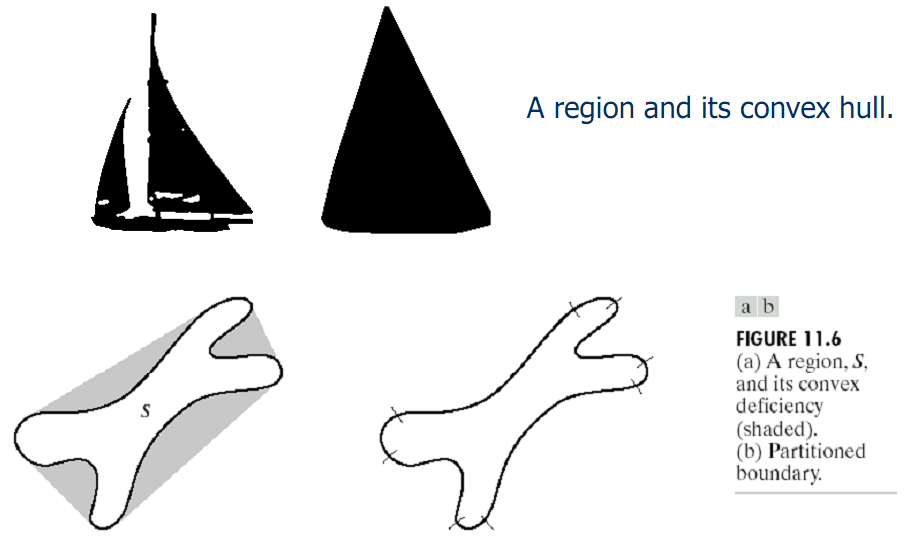 A region and its convex hull.
S
a b
FIGURE 11.6
(a) A region, S,
and its convex
deficiency
(shaded).
(b) Partitioned
boundary.